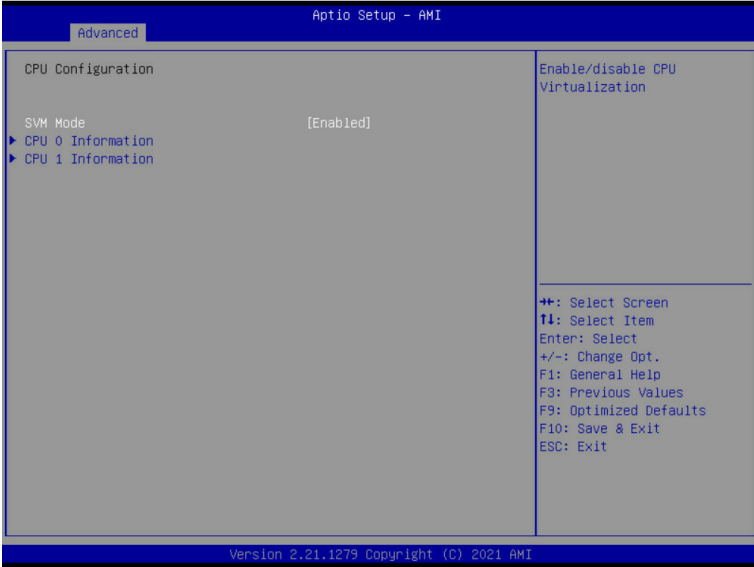 Aptio Setup – AMI
Advanced
CPU Configuration
SVM Mode [Enabled]
CPU 0 Information
CPU 1 Information
Enable/disable CPU
Virtualization
→←: Select Screen
↑↓: Select Item
Enter: Select
+/-: Change Opt.
F1: General Help
F3: Previous Values
F9: Optimized Defaults
F10: Save & Exit
ESC: Exit
Version 2.21.1279 Copyright (C) 2021 AMI